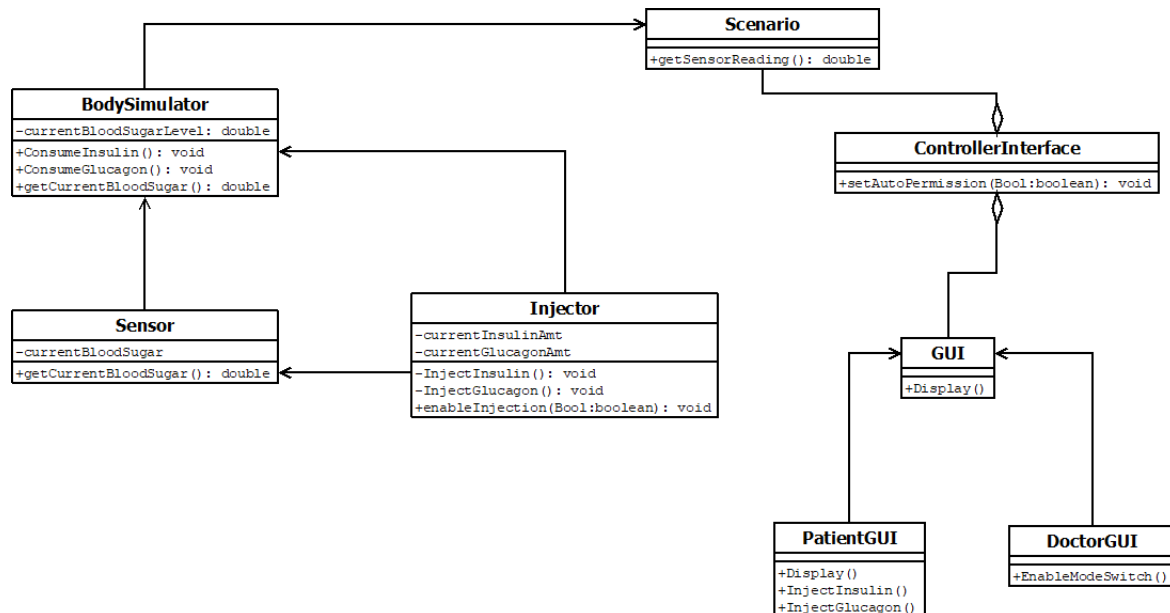 Scenario
+getSensorReading(): double
BodySimulator
-currentBloodSugarLevel: double
+ConsumeInsulin(): void
+ConsumeGlucagon(): void
+getCurrentBloodSugar(): double
ControllerInterface
+setAutoPermission(Bool:boolean): void
Sensor
-currentBloodSugar
+getCurrentBloodSugar(): double
Injector
-currentInsulinAmt
-currentGlucagonAmt
-InjectInsulin(): void
-InjectGlucagon(): void
+enableInjection(Bool:boolean): void
GUI
+Display()
PatientGUI
+Display()
+InjectInsulin()
+InjectGlucagon()
DoctorGUI
+EnableModeSwitch()